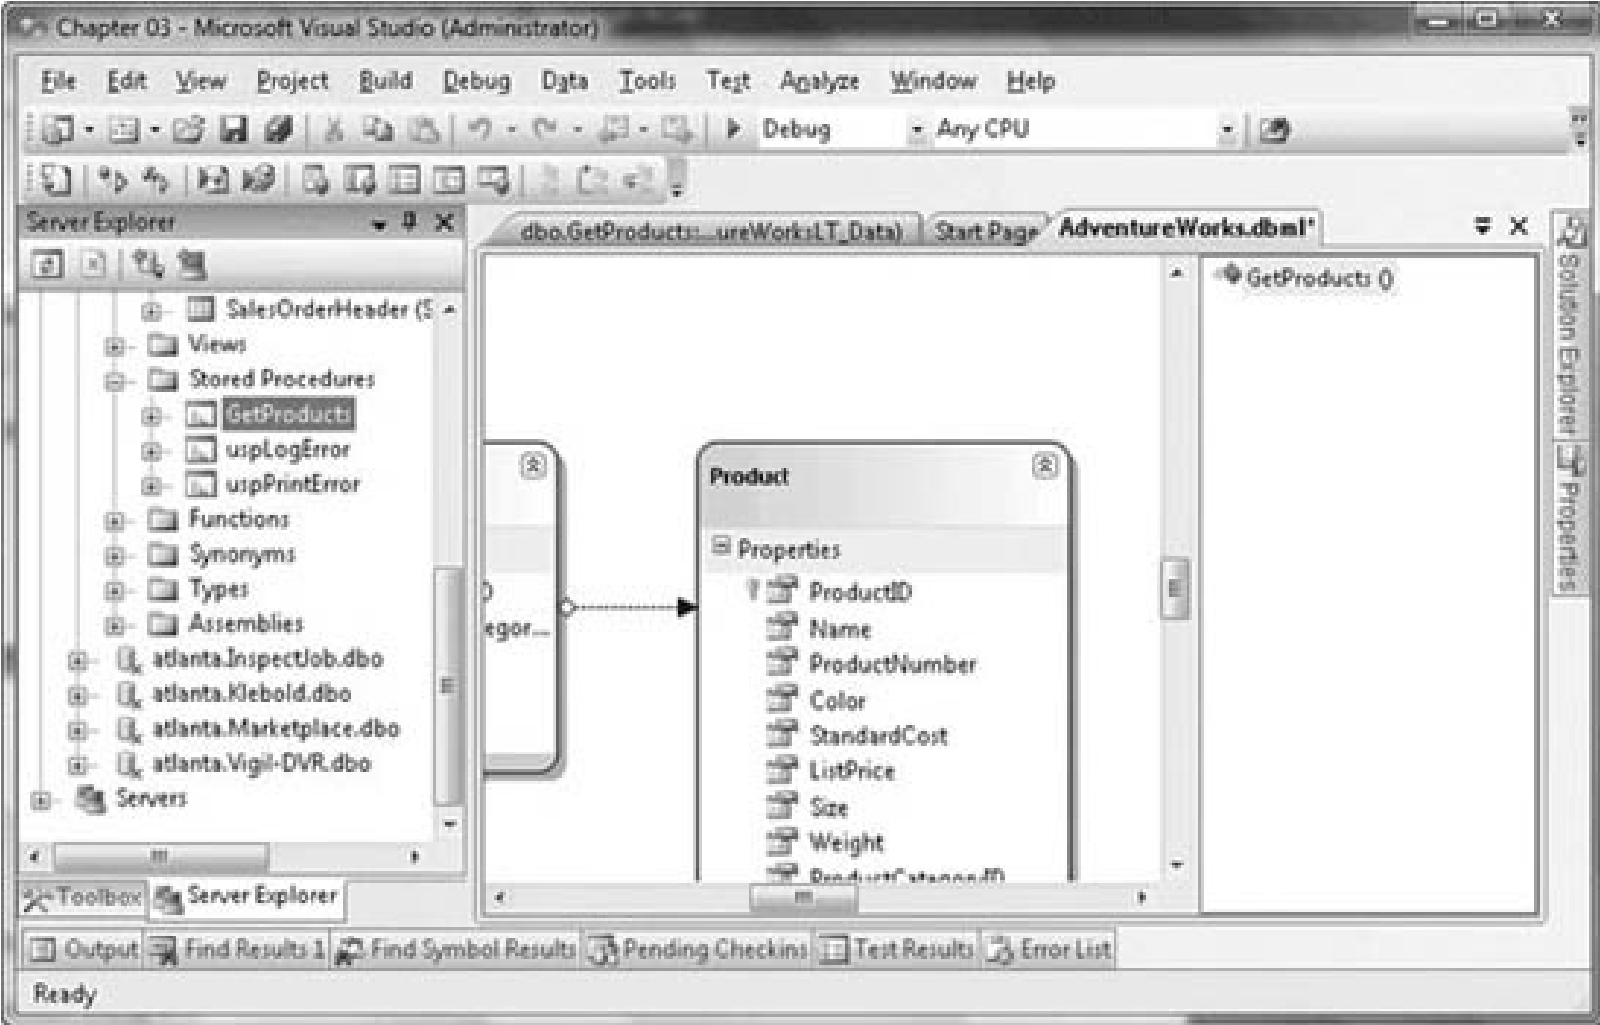 Chapter 03 - Microsoft Visual Studio (Administrator)
File Edit View Project Build Debug Data Tools Test Analyze Window Help
Debug Any CPU
Server Explorer
SalesOrderHeader (S
Views
Stored Procedures
GetProducts
uspLogError
uspPrintError
Functions
Synonyms
Types
Assemblies
atlanta.InspectJob.dbo
atlanta.Klebold.dbo
atlanta.Marketplace.dbo
atlanta.Vigil-DVR.dbo
Servers
Toolbox Server Explorer
dbo.GetProducts:...ureWorksLT_Data) Start Page AdventureWorks.dbml*
egor...
Product
Properties
ProductID
Name
ProductNumber
Color
StandardCost
ListPrice
Size
Weight
GetProducts ()
Solution Explorer
Properties
Output Find Results 1 Find Symbol Results Pending Checkins Test Results Error List
Ready